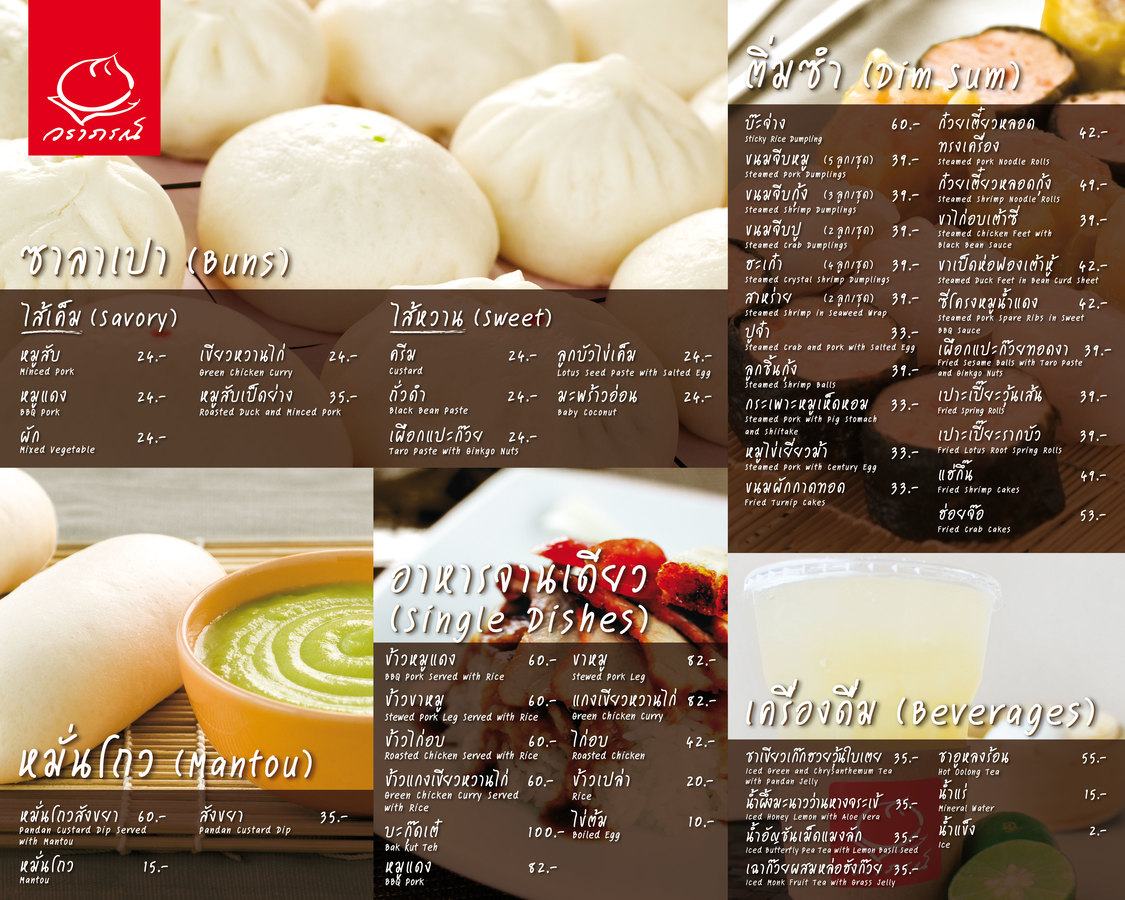 วราภรณ์
ซาลาเปา (Buns)
ไส้เค็ม (Savory)
หมูสับ 24.-
Minced Pork
หมูแดง 24.-
BBQ Pork
ผัก 24.-
Mixed Vegetable
เขียวหวานไก่ 24.-
Green Chicken Curry
หมูสับเป็ดย่าง 35.-
Roasted Duck and Minced Pork
ไส้หวาน (Sweet)
ครีม 24.-
Custard
ถั่วดำ 24.-
Black Bean Paste
เผือกแปะก๊วย 24.-
Taro Paste with Ginkgo Nuts
ลูกบัวไข่เค็ม 24.-
Lotus Seed Paste with Salted Egg
มะพร้าวอ่อน 24.-
Baby Coconut
ติ่มซำ (Dim Sum)
บ๊ะจ่าง 60.-
Sticky Rice Dumpling
ขนมจีบหมู (5 ลูก/ชุด) 39.-
Steamed Pork Dumplings
ขนมจีบกุ้ง (3 ลูก/ชุด) 39.-
Steamed Shrimp Dumplings
ขนมจีบปู (2 ลูก/ชุด) 39.-
Steamed Crab Dumplings
ฮะเก๋า (4 ลูก/ชุด) 39.-
Steamed Crystal Shrimp Dumplings
สาหร่าย (2 ลูก/ชุด) 39.-
Steamed Shrimp in Seaweed Wrap
ปูจ๋า 33.-
Steamed Crab and Pork with Salted Egg
ลูกชิ้นกุ้ง 39.-
Steamed Shrimp Balls
กระเพาะหมูเห็ดหอม 33.-
Steamed Pork with Pig Stomach
and Shiitake
หมูไข่เยี่ยวม้า 33.-
Steamed Pork with Century Egg
ขนมผักกาดทอด 33.-
Fried Turnip Cakes
ก๋วยเตี๋ยวหลอด 42.-
ทรงเครื่อง
Steamed Pork Noodle Rolls
ก๋วยเตี๋ยวหลอดกุ้ง 49.-
Steamed Shrimp Noodle Rolls
ขาไก่อบเต้าซี่ 39.-
Steamed Chicken Feet with
Black Bean Sauce
ขาเป็ดห่อฟองเต้าหู้ 42.-
Steamed Duck Feet in Bean Curd Sheet
ซี่โครงหมูน้ำแดง 42.-
Steamed Pork Spare Ribs in Sweet
BBQ Sauce
เผือกแปะก๊วยทอดงา 39.-
Fried Sesame Balls with Taro Paste
and Ginkgo Nuts
เปาะเปี๊ยะวุ้นเส้น 39.-
Fried Spring Rolls
เปาะเปี๊ยะรากบัว 39.-
Fried Lotus Root Spring Rolls
แฮ่กึ๊น 49.-
Fried Shrimp Cakes
ฮ่อยจ๊อ 53.-
Fried Crab Cakes
หมั่นโถว (Mantou)
หมั่นโถวสังขยา 60.-
Pandan Custard Dip Served
with Mantou
หมั่นโถว 15.-
Mantou
สังขยา 35.-
Pandan Custard Dip
อาหารจานเดียว
(Single Dishes)
ข้าวหมูแดง 60.-
BBQ Pork Served with Rice
ข้าวขาหมู 60.-
Stewed Pork Leg Served with Rice
ข้าวไก่อบ 60.-
Roasted Chicken Served with Rice
ข้าวแกงเขียวหวานไก่ 60.-
Green Chicken Curry Served
with Rice
บะกึ๊ดเต๋ 100.-
Bak Kut Teh
หมูแดง 82.-
BBQ Pork
ขาหมู 82.-
Stewed Pork Leg
แกงเขียวหวานไก่ 82.-
Green Chicken Curry
ไก่อบ 42.-
Roasted Chicken
ข้าวเปล่า 20.-
Rice
ไข่ต้ม 10.-
Boiled Egg
เครื่องดื่ม (Beverages)
ชาเขียวเก๊กฮวยวุ้นใบเตย 35.-
Iced Green and Chrysanthemum Tea
with Pandan Jelly
น้ำผึ้งมะนาวว่านหางจระเข้ 35.-
Iced Honey Lemon with Aloe Vera
น้ำอัญชันเม็ดแมงลัก 35.-
Iced Butterfly Pea Tea with Lemon Basil Seed
เฉาก๊วยผสมหล่อฮังก๊วย 35.-
Iced Monk Fruit Tea with Grass Jelly
ชาอูหลงร้อน 55.-
Hot Oolong Tea
น้ำแร่ 15.-
Mineral Water
น้ำแข็ง 2.-
Ice